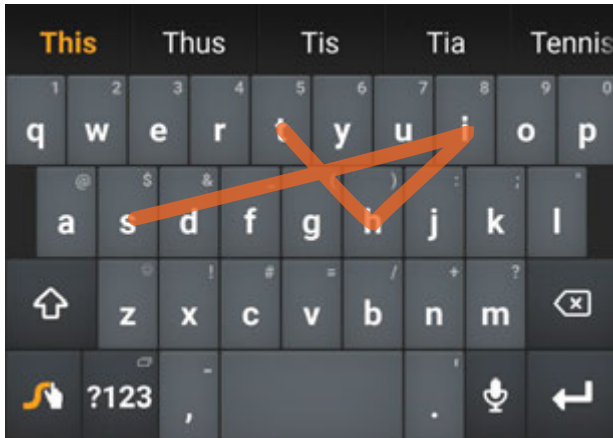 This Thus Tis Tia Tennis
1 2 3 4 5 6 7 8 9 0
q w e r t y u i o p
@ $ & _ ( ) : ; "
a s d f g h j k l
! # = / + ?
z x c v b n m
?123 , - . '